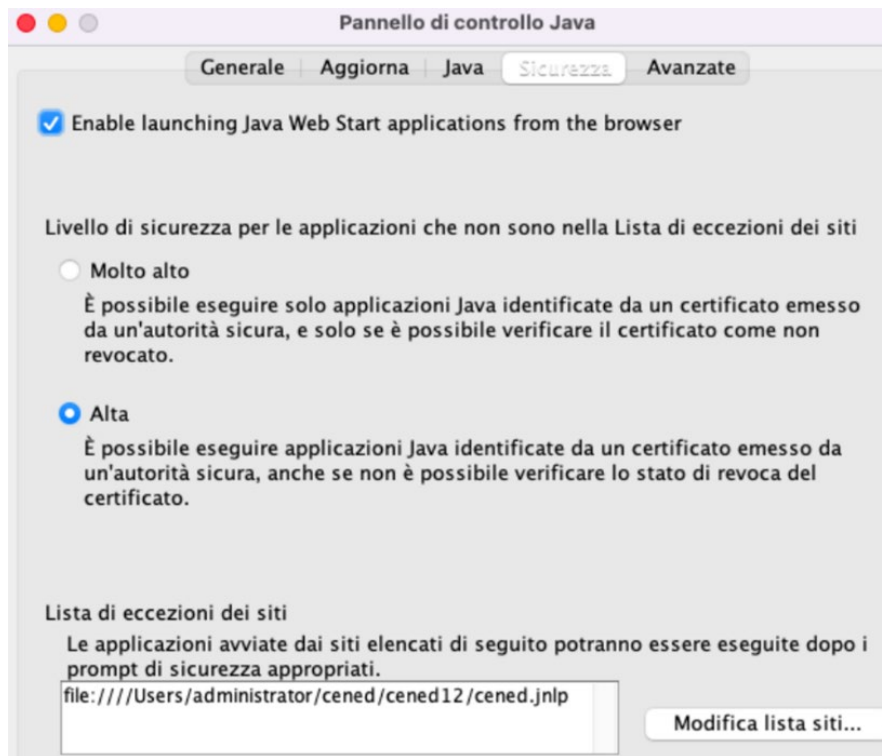 Pannello di controllo Java
Generale Aggiorna Java Sicurezza Avanzate
Enable launching Java Web Start applications from the browser
Livello di sicurezza per le applicazioni che non sono nella Lista di eccezioni dei siti
Molto alto
È possibile eseguire solo applicazioni Java identificate da un certificato emesso
da un'autorità sicura, e solo se è possibile verificare il certificato come non
revocato.
Alta
È possibile eseguire applicazioni Java identificate da un certificato emesso da
un'autorità sicura, anche se non è possibile verificare lo stato di revoca del
certificato.
Lista di eccezioni dei siti
Le applicazioni avviate dai siti elencati di seguito potranno essere eseguite dopo i
prompt di sicurezza appropriati.
file:////Users/administrator/cened/cened12/cened.jnlp
Modifica lista siti...